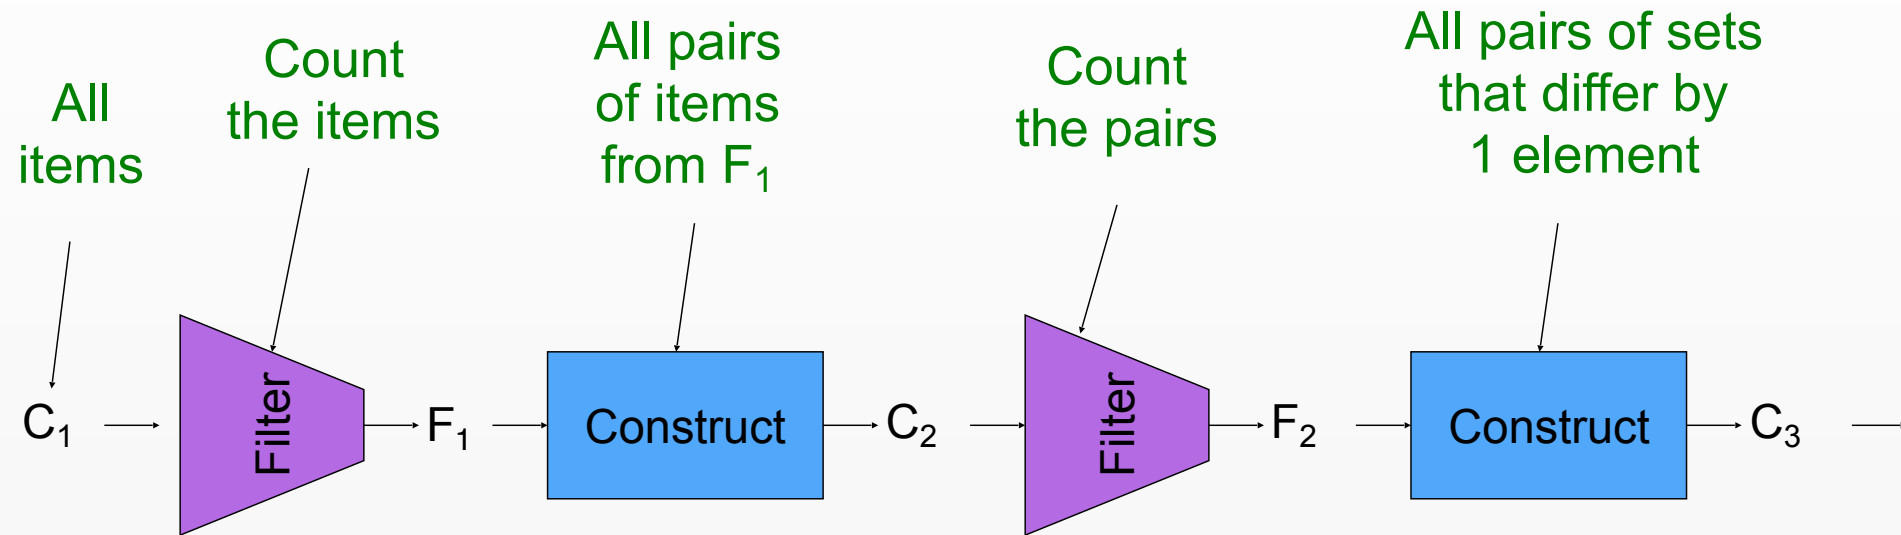 All
items
Count
the items
All pairs
of items
from F₁
Count
the pairs
All pairs of sets
that differ by
1 element
C₁
Filter
F₁
Construct
C₂
Filter
F₂
Construct
C₃